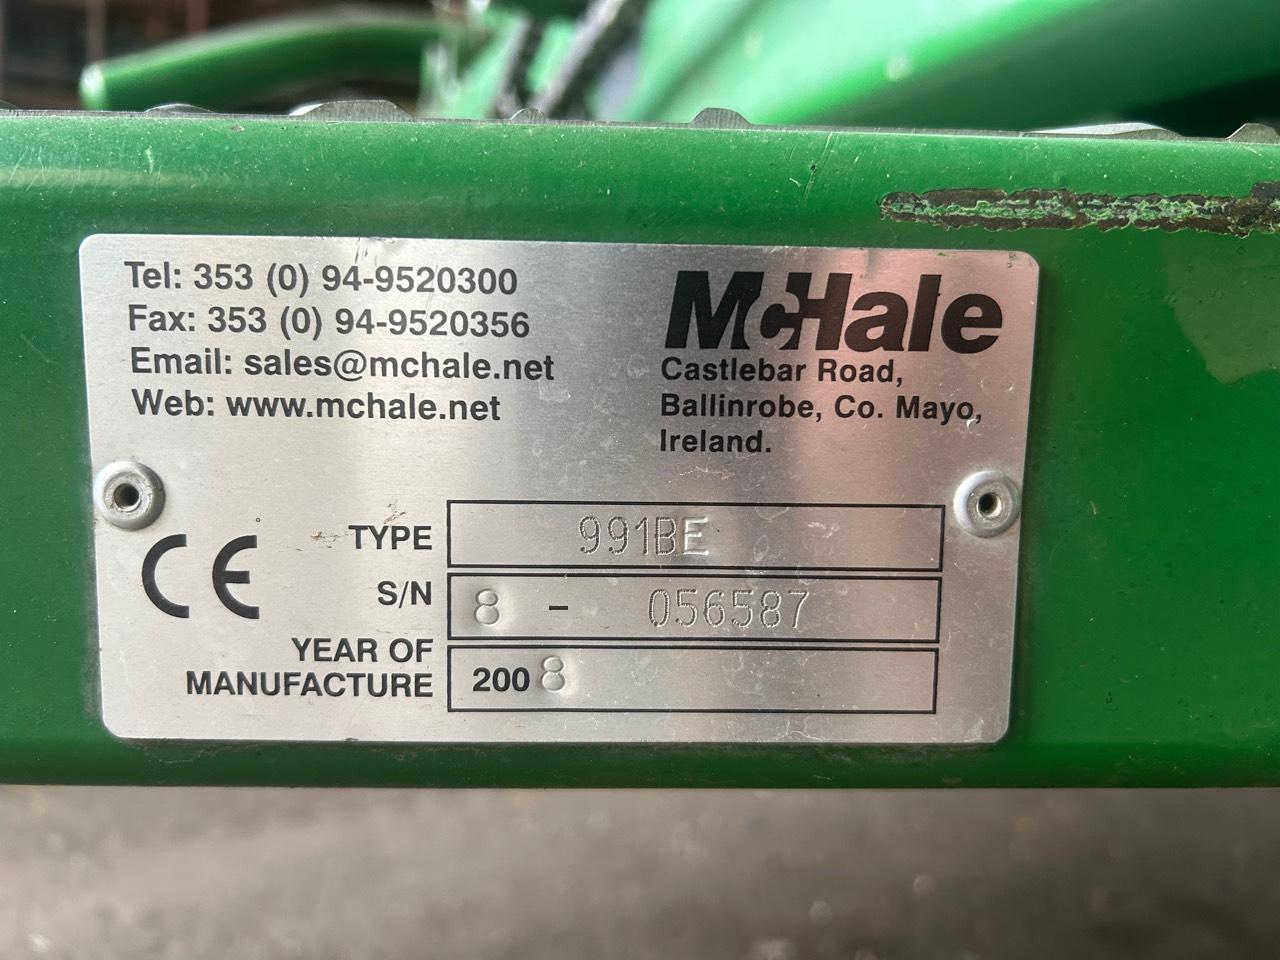 Tel: 353 (0) 94-9520300
Fax: 353 (0) 94-9520356
Email: sales@mchale.net
Web: www.mchale.net
McHale
Castlebar Road,
Ballinrobe, Co. Mayo,
Ireland.
CE
TYPE 991BE
S/N 8 - 056587
YEAR OF
MANUFACTURE 2008